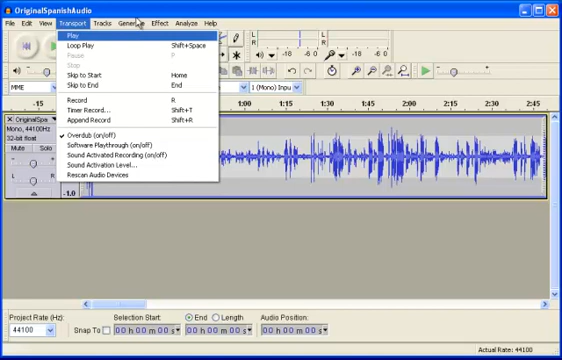 OriginalSpanishAudio
File Edit View Transport Tracks Generate Effect Analyze Help
Play
Loop Play Shift+Space
Pause P
Stop
Skip to Start Home
Skip to End End
Record R
Timer Record... Shift+T
Append Record Shift+R
Overdub (on/off)
Software Playthrough (on/off)
Sound Activated Recording (on/off)
Sound Activation Level...
Rescan Audio Devices
L
R
L
R
MME
1 (Mono) Inpu
-15 1:00 1:15 1:30 1:45 2:00 2:15 2:30 2:45
OriginalSpa
Mono, 44100Hz
32-bit float
Mute Solo
L R
-1.0
Project Rate (Hz): Selection Start: End Length Audio Position:
44100 Snap To 00 h 00 m 00 s 00 h 00 m 00 s 00 h 00 m 00 s
Actual Rate: 44100